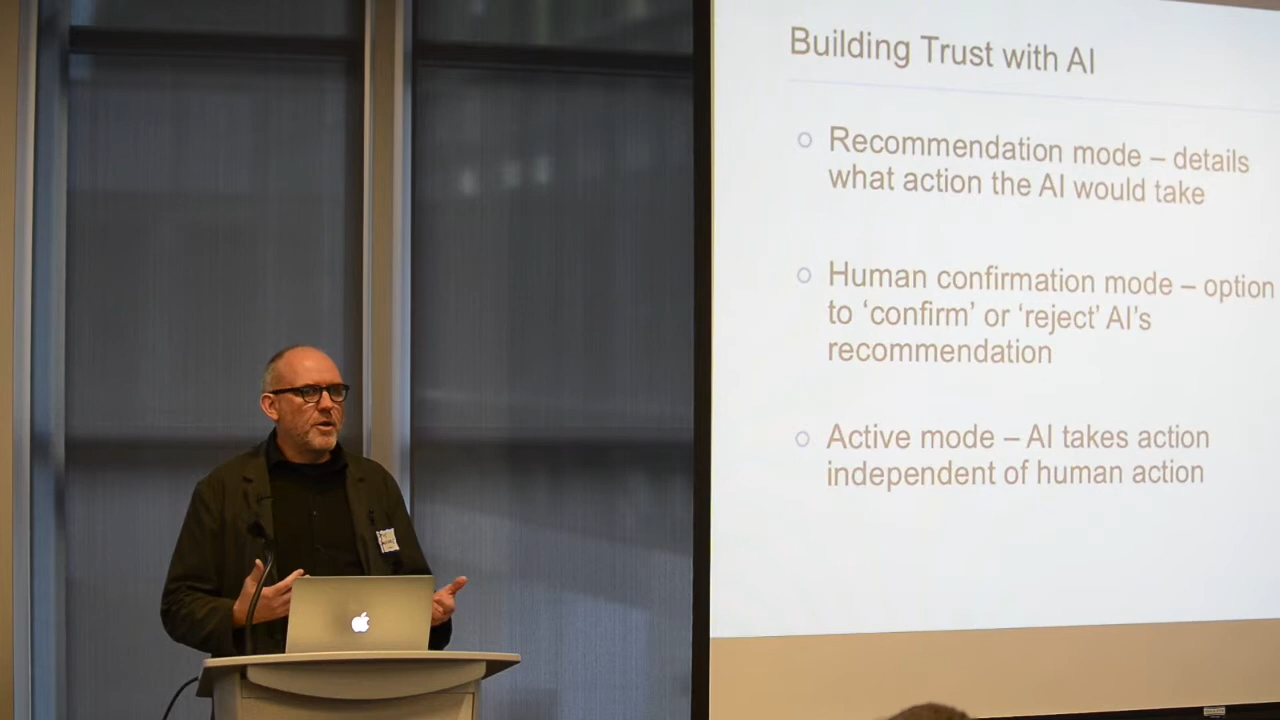 Building Trust with AI
Recommendation mode – details
what action the AI would take
Human confirmation mode – option
to ‘confirm’ or ‘reject’ AI’s
recommendation
Active mode – AI takes action
independent of human action